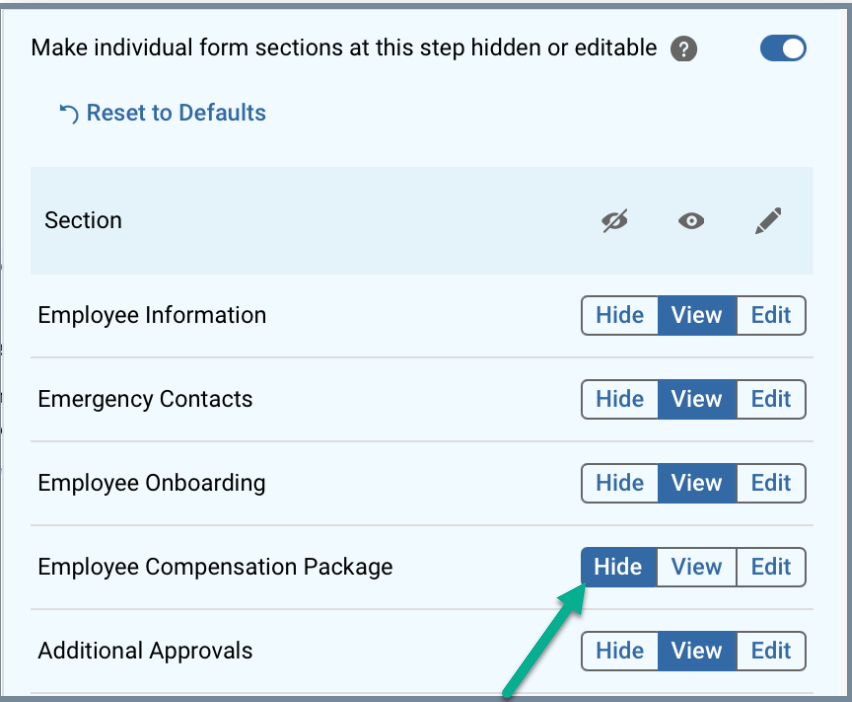 Make individual form sections at this step hidden or editable ?
Reset to Defaults
Section
Employee Information Hide View Edit
Emergency Contacts Hide View Edit
Employee Onboarding Hide View Edit
Employee Compensation Package Hide View Edit
Additional Approvals Hide View Edit